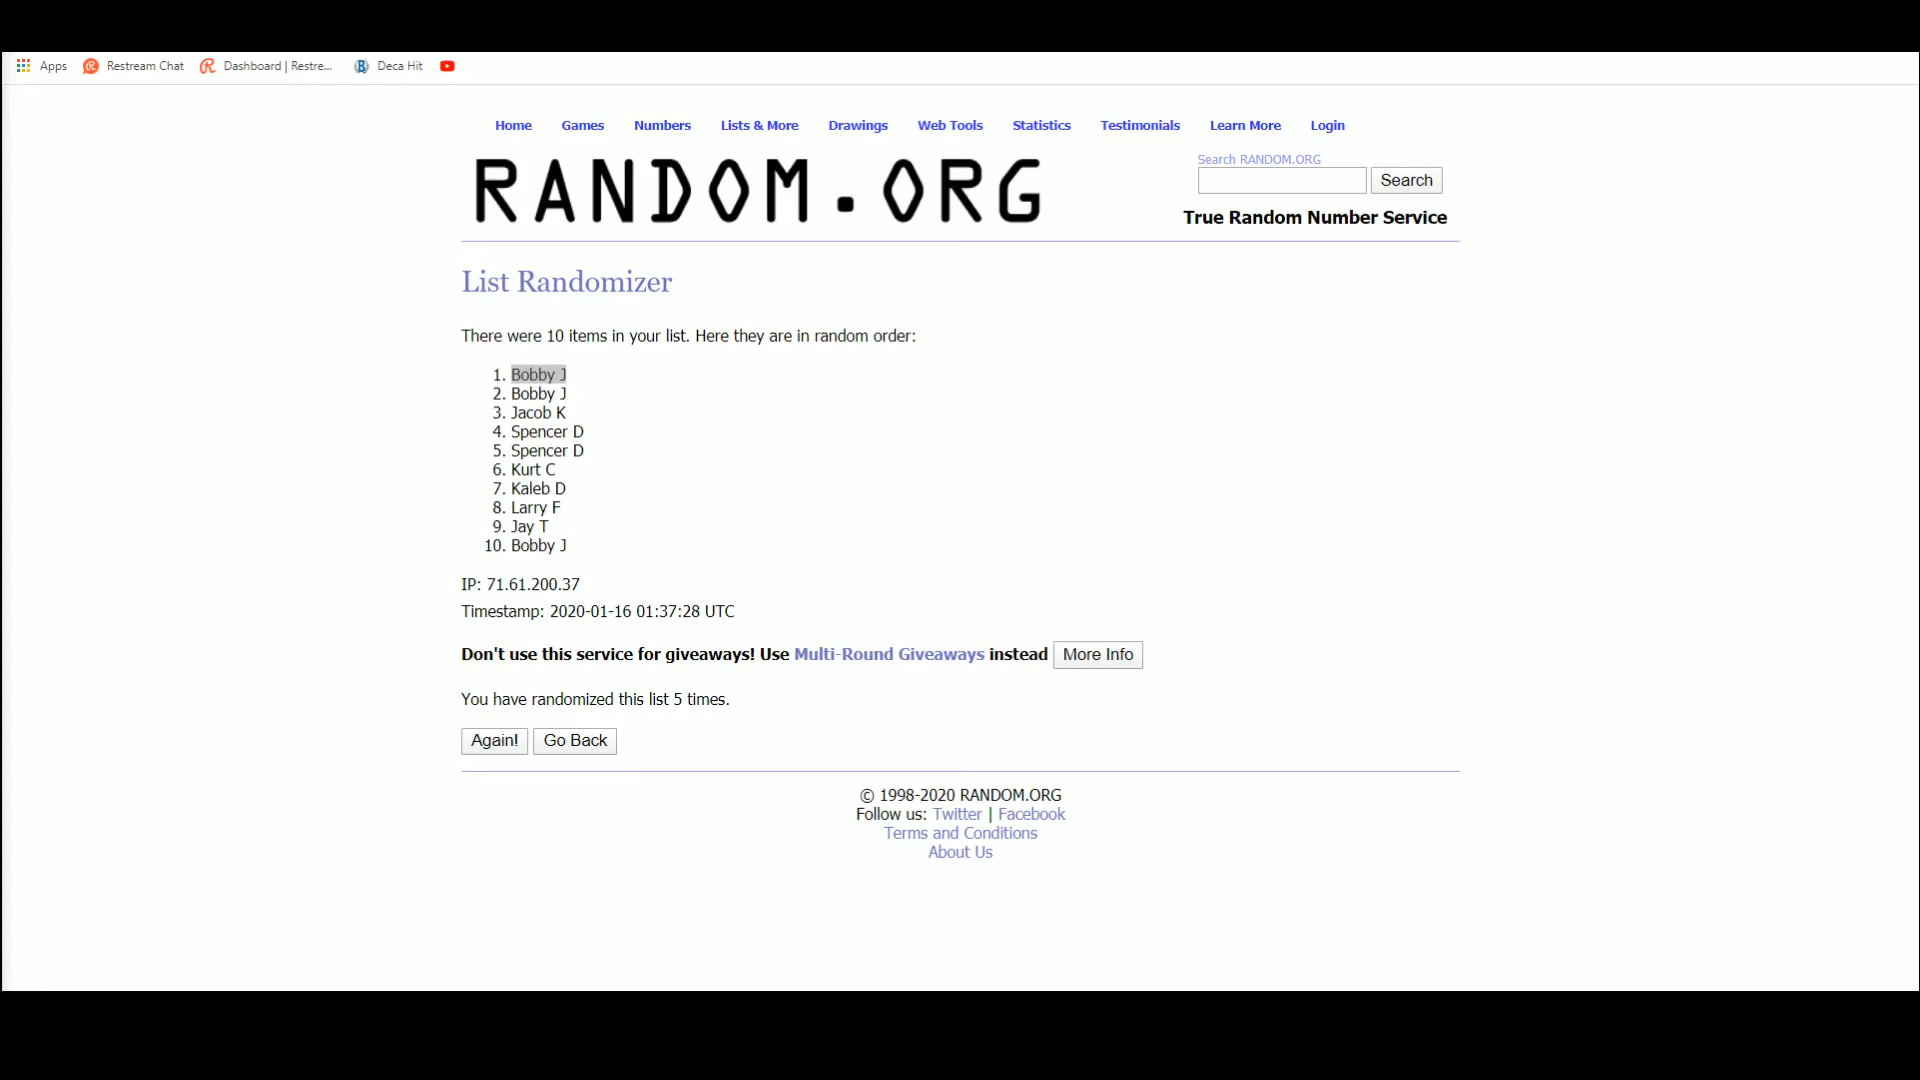 Apps Restream Chat Dashboard | Restre... Deca Hit
Home Games Numbers Lists & More Drawings Web Tools Statistics Testimonials Learn More Login
RANDOM.ORG
Search RANDOM.ORG
Search
True Random Number Service
List Randomizer
There were 10 items in your list. Here they are in random order:
1. Bobby J
2. Bobby J
3. Jacob K
4. Spencer D
5. Spencer D
6. Kurt C
7. Kaleb D
8. Larry F
9. Jay T
10. Bobby J
IP: 71.61.200.37
Timestamp: 2020-01-16 01:37:28 UTC
Don't use this service for giveaways! Use Multi-Round Giveaways instead More Info
You have randomized this list 5 times.
Again! Go Back
© 1998-2020 RANDOM.ORG
Follow us: Twitter | Facebook
Terms and Conditions
About Us